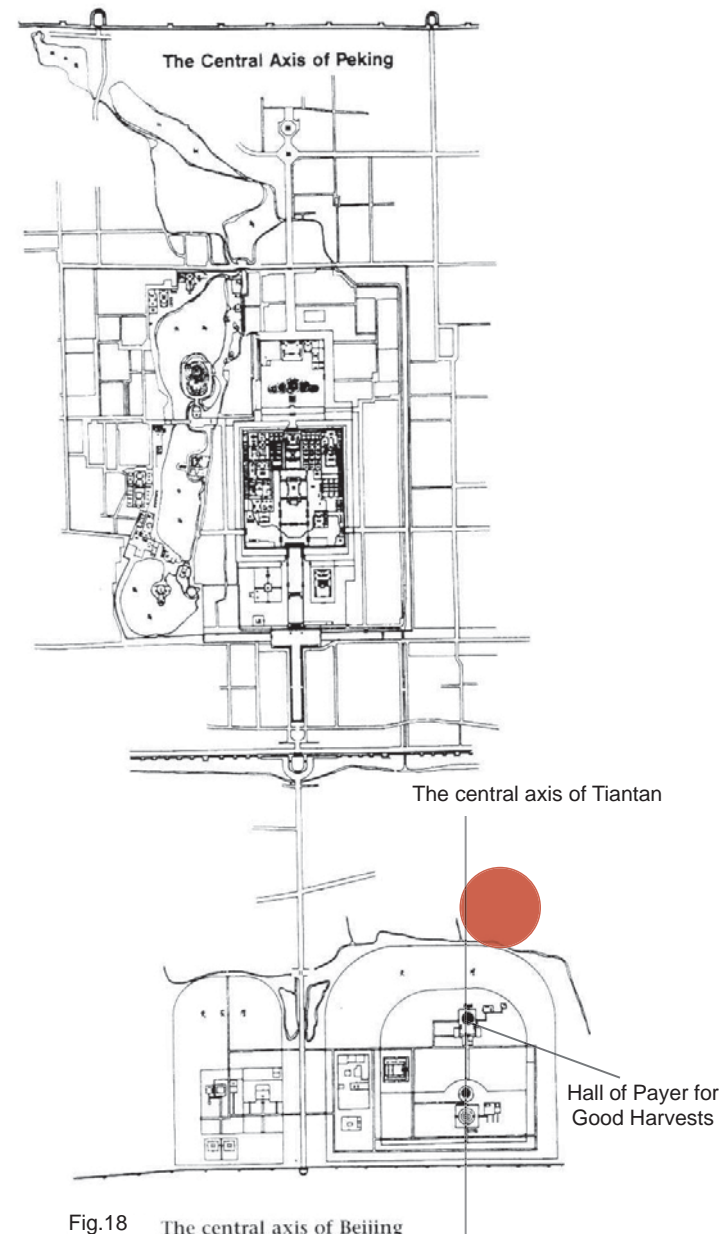 The Central Axis of Peking
The central axis of Tiantan
Hall of Payer for
Good Harvests
Fig.18 The central axis of Beijing